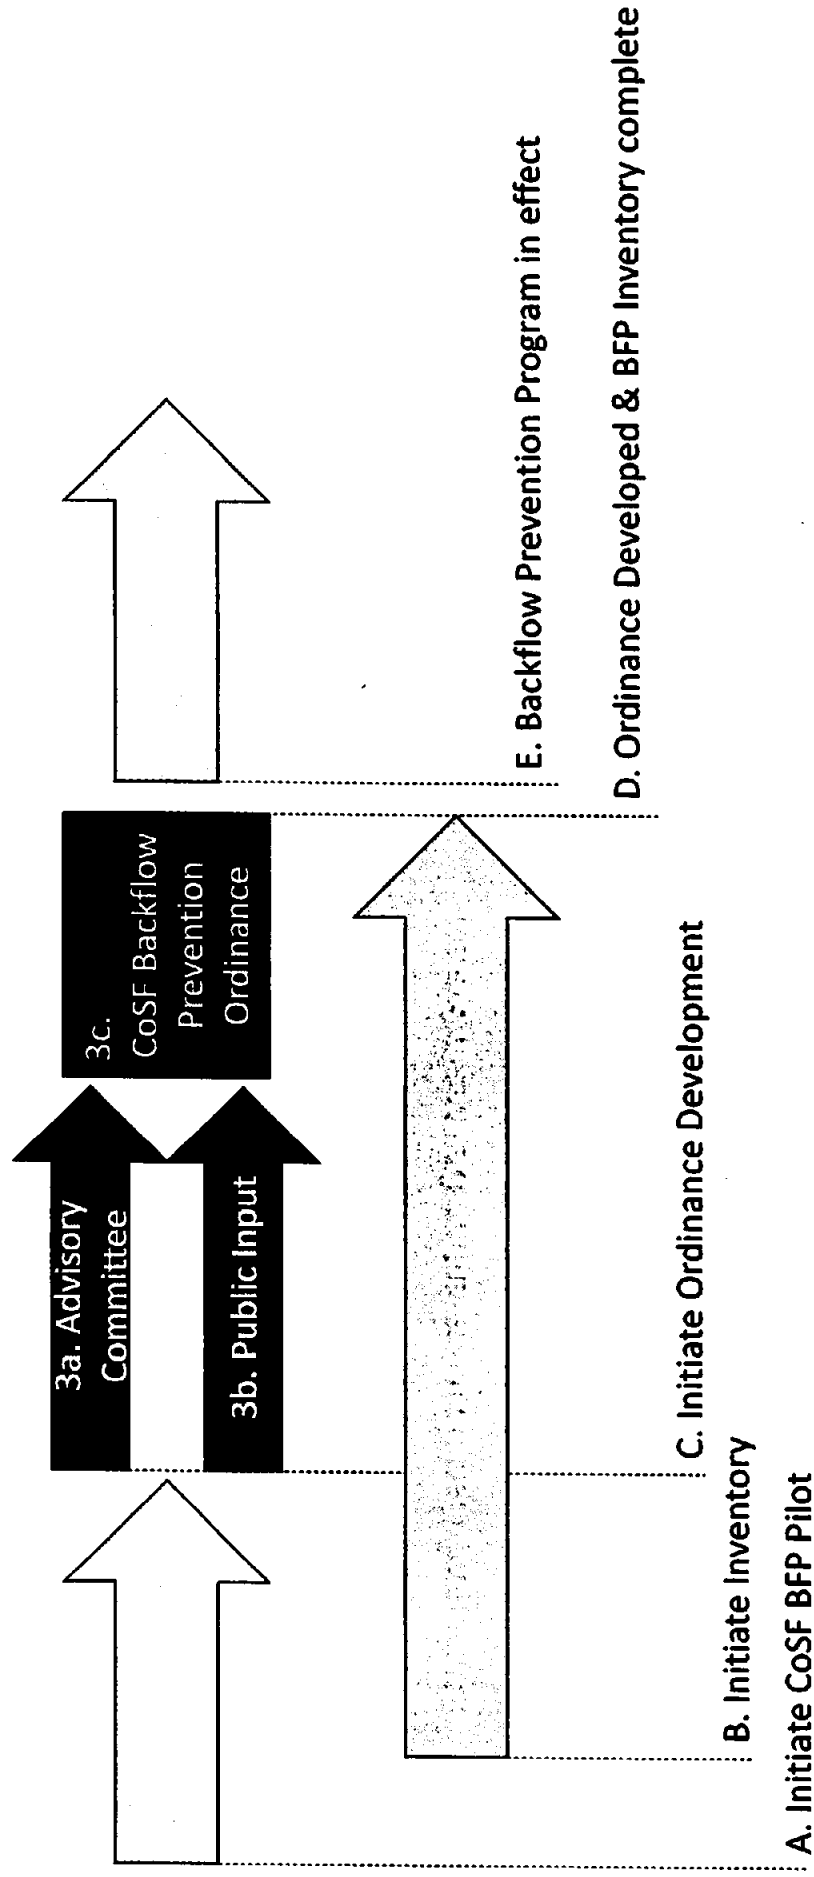 3a. Advisory
Committee
3b. Public Input
3c.
CoSF Backflow
Prevention
Ordinance
E. Backflow Prevention Program in effect
D. Ordinance Developed & BFP Inventory complete
C. Initiate Ordinance Development
B. Initiate Inventory
A. Initiate CoSF BFP Pilot